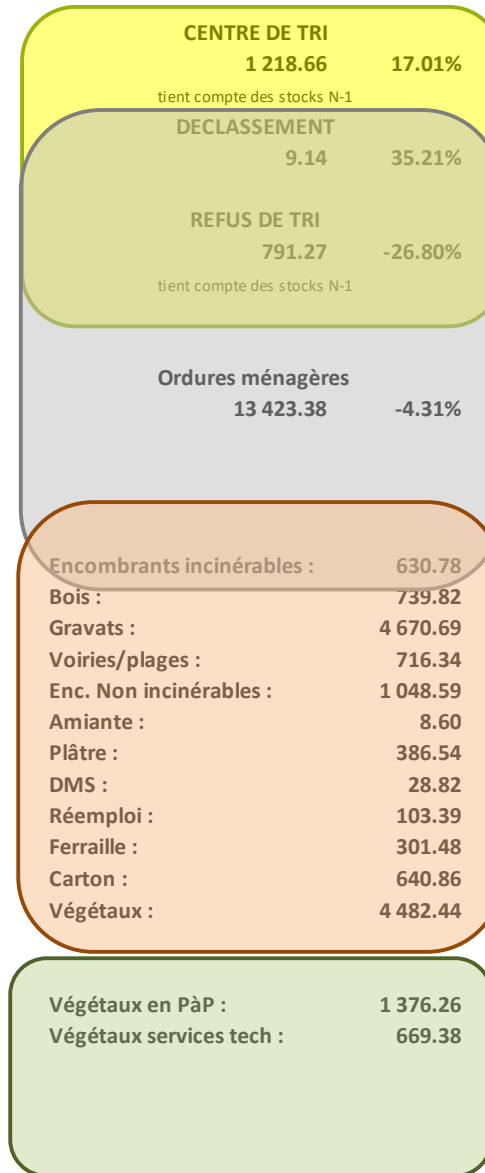 CENTRE DE TRI
1 218.66 17.01%
tient compte des stocks N-1
DECLASSEMENT
9.14 35.21%
REFUS DE TRI
791.27 -26.80%
tient compte des stocks N-1
Ordures ménagères
13 423.38 -4.31%
Encombrants incinérables : 630.78
Bois : 739.82
Gravats : 4 670.69
Voiries/plages : 716.34
Enc. Non incinérables : 1 048.59
Amiante : 8.60
Plâtre : 386.54
DMS : 28.82
Réemploi : 103.39
Ferraille : 301.48
Carton : 640.86
Végétaux : 4 482.44
Végétaux en PàP : 1 376.26
Végétaux services tech : 669.38